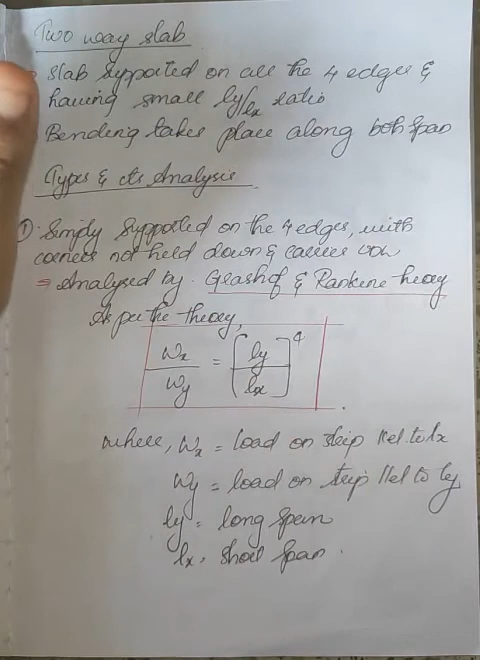 Two way slab
Slab supported on all the 4 edges &
having small ly/lx ratio
Bending takes place along both span
Types & its Analysis
① Simply supported on the 4 edges, with
corners not held down & carries UDL
⇒ Analysed by Grashof & Rankine theory
As per the theory,
Wx/Wy = [ly/lx]^4
where, Wx = load on strip llel to lx
Wy = load on strip llel to ly
ly = long span
lx = short span.